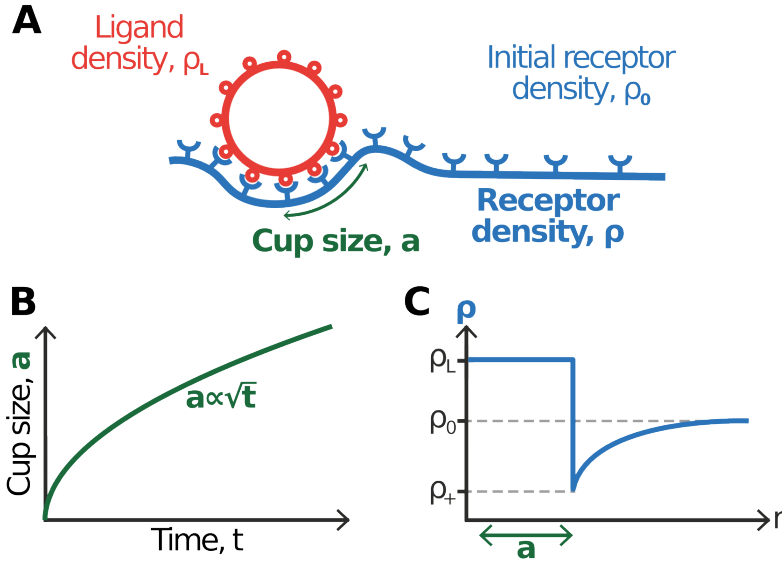 A
Ligand
density, ρL
Initial receptor
density, ρ0
Receptor
density, ρ
Cup size, a
B
Cup size, a
a∝√t
Time, t
C
ρ
ρL
ρ0
ρ+
r
a